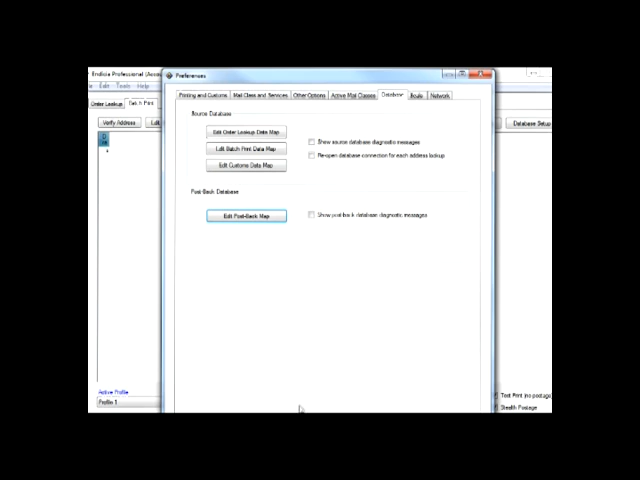 Endicia Professional
Preferences
Edit Tools Help
Printing and Customs Mail Class and Services Other Options Active Mail Classes Database Scale Network
Order Lookup Batch Print
Source Database
Verify Address
Database Setup
Edit Order Lookup Data Map
Show source database diagnostic messages
Edit Batch Print Data Map
Re-open database connection for each address lookup
Edit Customs Data Map
Post-Back Database
Edit Post-Back Map
Show post-back database diagnostic messages
Active Profile
Test Print (no postage
Profile 1
Stealth Postage